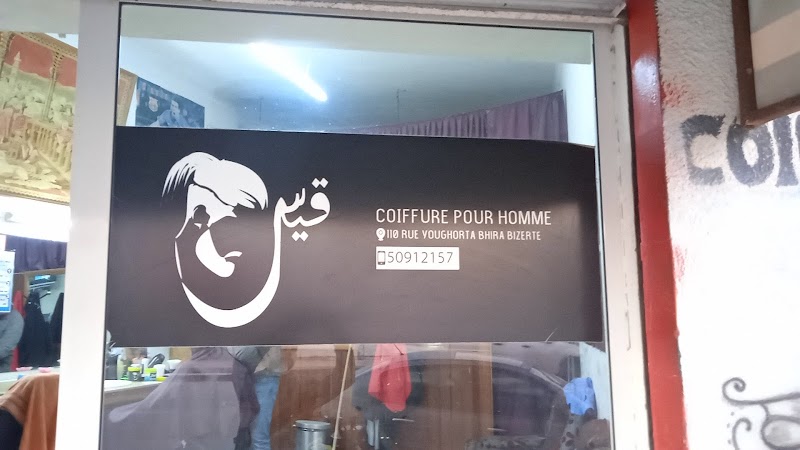 قيس
COIFFURE POUR HOMME
110 RUE YOUGHORTA BHIRA BIZERTE
50912157